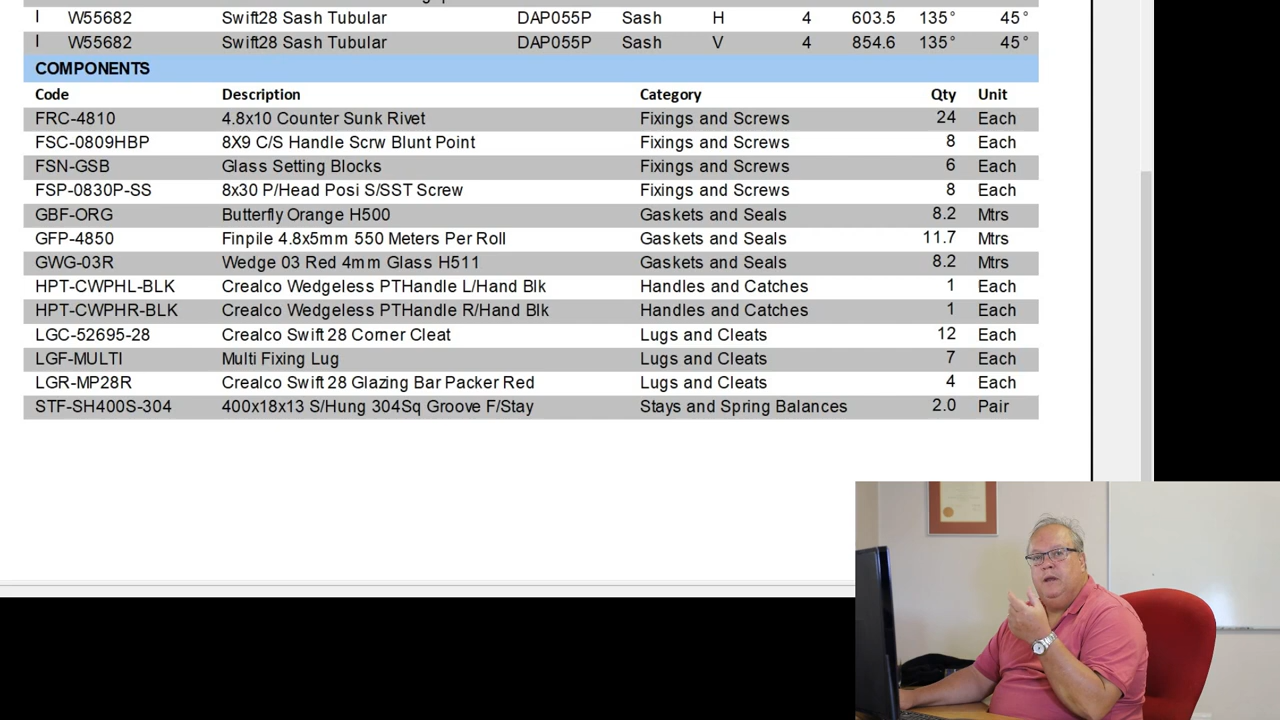 I W55682 Swift28 Sash Tubular DAP055P Sash H 4 603.5 135° 45°
I W55682 Swift28 Sash Tubular DAP055P Sash V 4 854.6 135° 45°
COMPONENTS
Code Description Category Qty Unit
FRC-4810 4.8x10 Counter Sunk Rivet Fixings and Screws 24 Each
FSC-0809HBP 8X9 C/S Handle Scrw Blunt Point Fixings and Screws 8 Each
FSN-GSB Glass Setting Blocks Fixings and Screws 6 Each
FSP-0830P-SS 8x30 P/Head Posi S/SST Screw Fixings and Screws 8 Each
GBF-ORG Butterfly Orange H500 Gaskets and Seals 8.2 Mtrs
GFP-4850 Finpile 4.8x5mm 550 Meters Per Roll Gaskets and Seals 11.7 Mtrs
GWG-03R Wedge 03 Red 4mm Glass H511 Gaskets and Seals 8.2 Mtrs
HPT-CWPHL-BLK Crealco Wedgeless PTHandle L/Hand Blk Handles and Catches 1 Each
HPT-CWPHR-BLK Crealco Wedgeless PTHandle R/Hand Blk Handles and Catches 1 Each
LGC-52695-28 Crealco Swift 28 Corner Cleat Lugs and Cleats 12 Each
LGF-MULTI Multi Fixing Lug Lugs and Cleats 7 Each
LGR-MP28R Crealco Swift 28 Glazing Bar Packer Red Lugs and Cleats 4 Each
STF-SH400S-304 400x18x13 S/Hung 304Sq Groove F/Stay Stays and Spring Balances 2.0 Pair